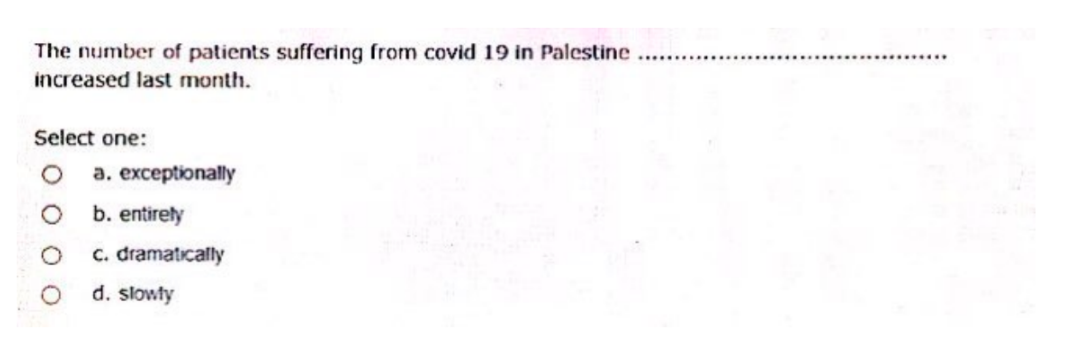 The number of patients suffering from covid 19 in Palestine ..........................................
increased last month.
Select one:
a. exceptionally
b. entirely
c. dramatically
d. slowly